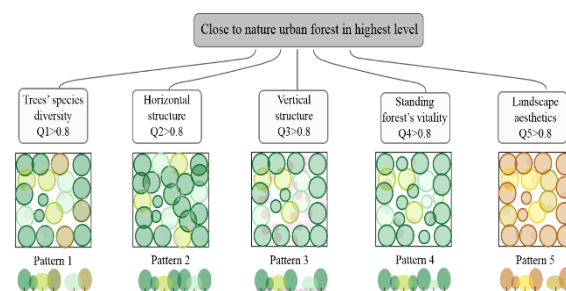 Close to nature urban forest in highest level
Trees' species
diversity
Q1>0.8
Horizontal
structure
Q2>0.8
Vertical
structure
Q3>0.8
Standing
forest's vitality
Q4>0.8
Landscape
aesthetics
Q5>0.8
Pattern 1
Pattern 2
Pattern 3
Pattern 4
Pattern 5